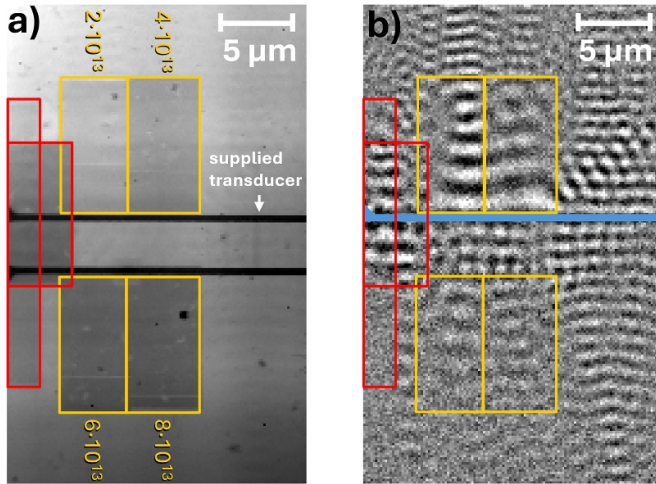 a)
2·10¹³
4·10¹³
5 µm
supplied
transducer
6·10¹³
8·10¹³
b)
5 µm